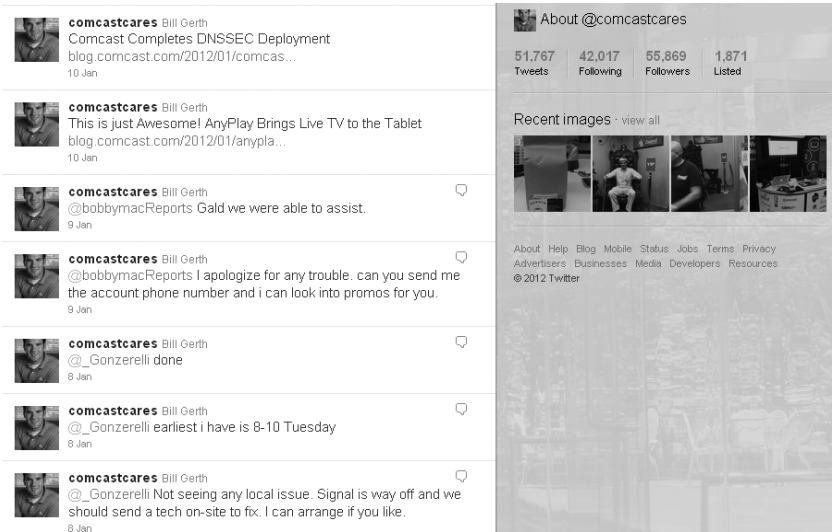 comcastcares Bill Gerth
Comcast Completes DNSSEC Deployment
blog.comcast.com/2012/01/comcas...
10 Jan
comcastcares Bill Gerth
This is just Awesome! AnyPlay Brings Live TV to the Tablet
blog.comcast.com/2012/01/anypla...
10 Jan
comcastcares Bill Gerth
@bobbymacReports Gald we were able to assist.
9 Jan
comcastcares Bill Gerth
@bobbymacReports I apologize for any trouble. can you send me
the account phone number and i can look into promos for you.
9 Jan
comcastcares Bill Gerth
@_Gonzerelli done
8 Jan
comcastcares Bill Gerth
@_Gonzerelli earliest i have is 8-10 Tuesday
8 Jan
comcastcares Bill Gerth
@_Gonzerelli Not seeing any local issue. Signal is way off and we
should send a tech on-site to fix. I can arrange if you like.
8 Jan
About @comcastcares
51,767 42,017 55,869 1,871
Tweets Following Followers Listed
Recent images · view all
About Help Blog Mobile Status Jobs Terms Privacy
Advertisers Businesses Media Developers Resources
© 2012 Twitter